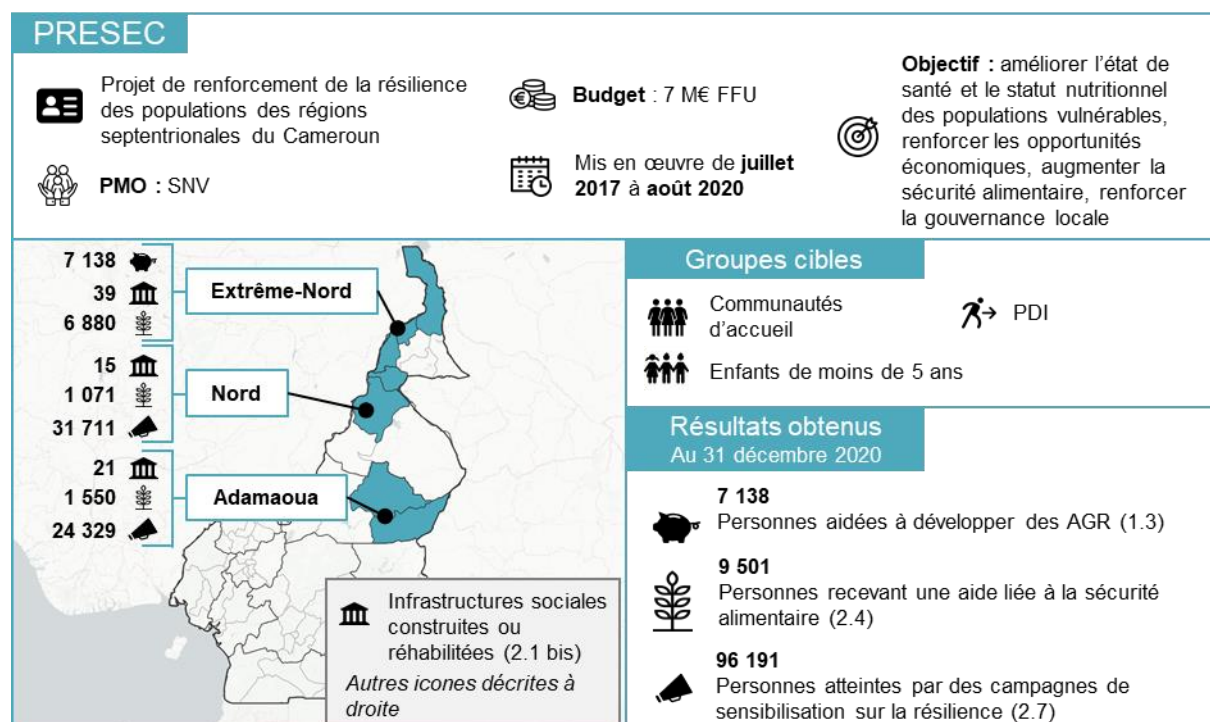 PRESEC
Projet de renforcement de la résilience
des populations des régions
septentrionales du Cameroun
PMO : SNV
Budget : 7 M€ FFU
Mis en œuvre de juillet
2017 à août 2020
Objectif : améliorer l’état de
santé et le statut nutritionnel
des populations vulnérables,
renforcer les opportunités
économiques, augmenter la
sécurité alimentaire, renforcer
la gouvernance locale
7 138
39
6 880
Extrême-Nord
15
1 071
31 711
Nord
21
1 550
24 329
Adamaoua
Infrastructures sociales
construites ou
réhabilitées (2.1 bis)
Autres icones décrites à
droite
Groupes cibles
Communautés
d’accueil
PDI
Enfants de moins de 5 ans
Résultats obtenus
Au 31 décembre 2020
7 138
Personnes aidées à développer des AGR (1.3)
9 501
Personnes recevant une aide liée à la sécurité
alimentaire (2.4)
96 191
Personnes atteintes par des campagnes de
sensibilisation sur la résilience (2.7)